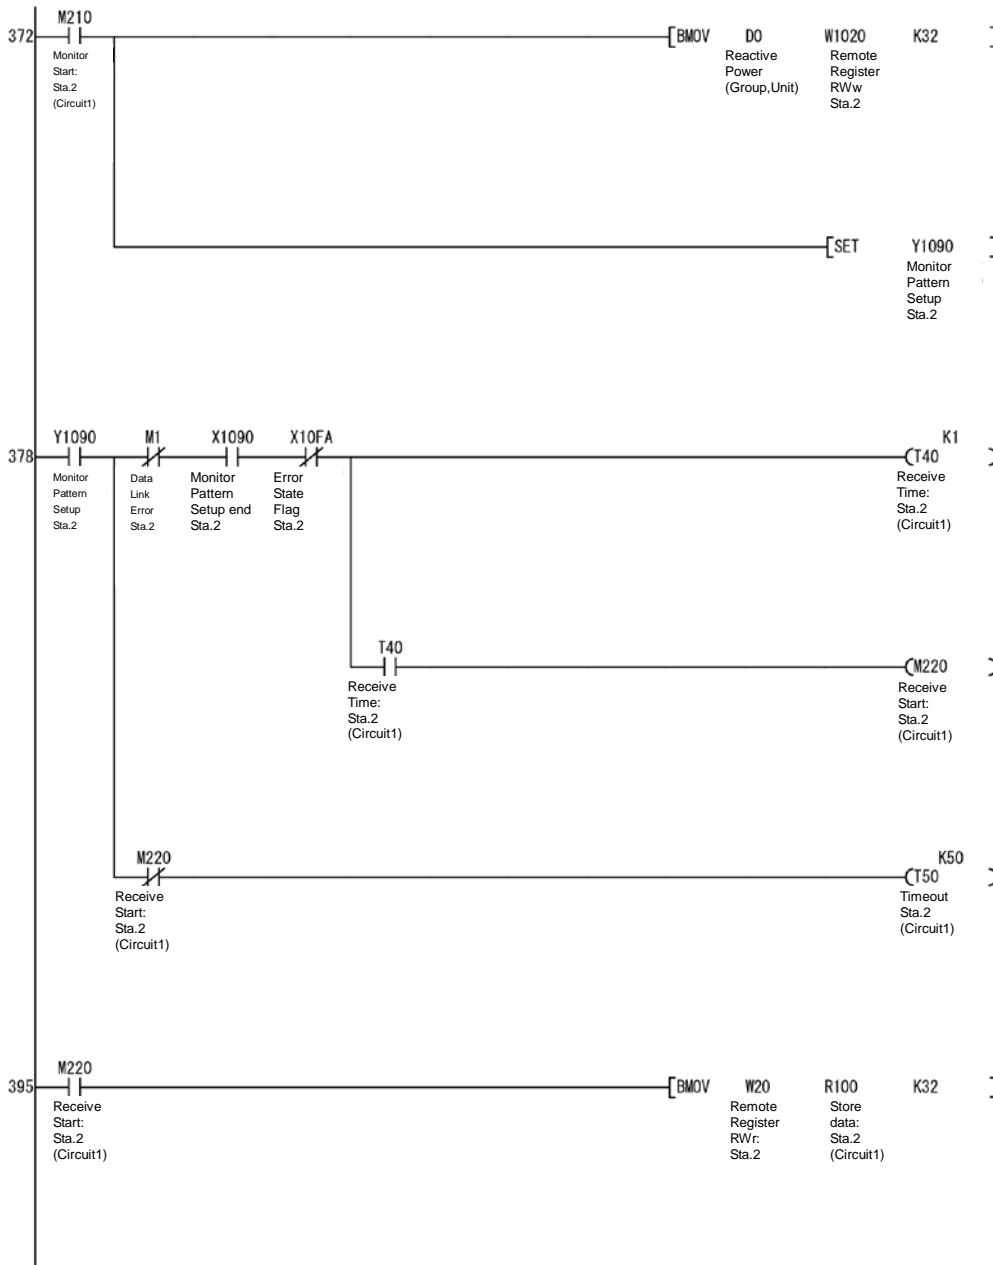 M210
372 [BMOV D0 W1020 K32 ]
Monitor
Start:
Sta.2
(Circuit1)
Reactive
Power
(Group,Unit)
Remote
Register
RWw
Sta.2
[SET Y1090 ]
Monitor
Pattern
Setup
Sta.2
Y1090 M1 X1090 X10FA K1
378 (T40 )
Monitor
Pattern
Setup
Sta.2
Data
Link
Error
Sta.2
Monitor
Pattern
Setup end
Sta.2
Error
State
Flag
Sta.2
Receive
Time:
Sta.2
(Circuit1)
T40
(M220 )
Receive
Time:
Sta.2
(Circuit1)
Receive
Start:
Sta.2
(Circuit1)
M220 K50
(T50 )
Receive
Start:
Sta.2
(Circuit1)
Timeout
Sta.2
(Circuit1)
M220
395 [BMOV W20 R100 K32 ]
Receive
Start:
Sta.2
(Circuit1)
Remote
Register
RWr:
Sta.2
Store
data:
Sta.2
(Circuit1)